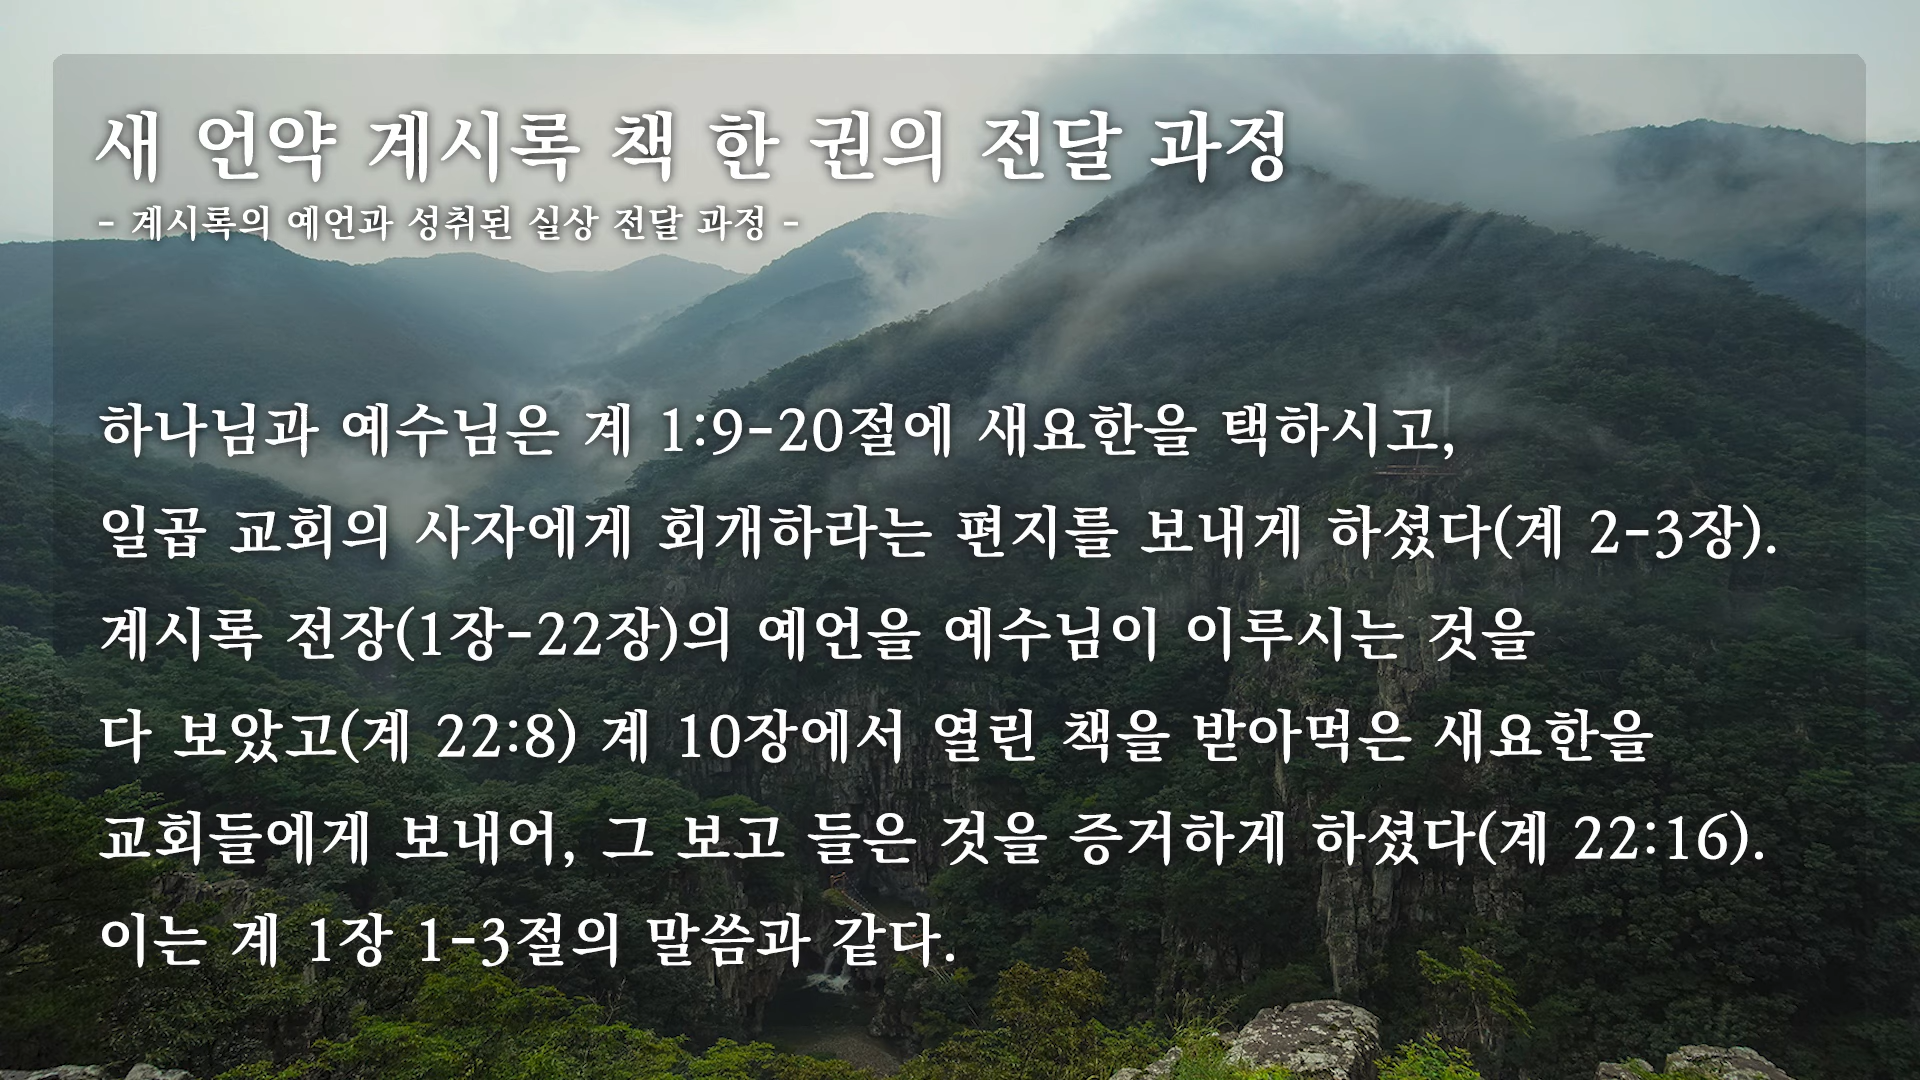 새 언약 계시록 책 한 권의 전달 과정
- 계시록의 예언과 성취된 실상 전달 과정 -
하나님과 예수님은 계 1:9-20절에 새요한을 택하시고,
일곱 교회의 사자에게 회개하라는 편지를 보내게 하셨다(계 2-3장).
계시록 전장(1장-22장)의 예언을 예수님이 이루시는 것을
다 보았고(계 22:8) 계 10장에서 열린 책을 받아먹은 새요한을
교회들에게 보내어, 그 보고 들은 것을 증거하게 하셨다(계 22:16).
이는 계 1장 1-3절의 말씀과 같다.